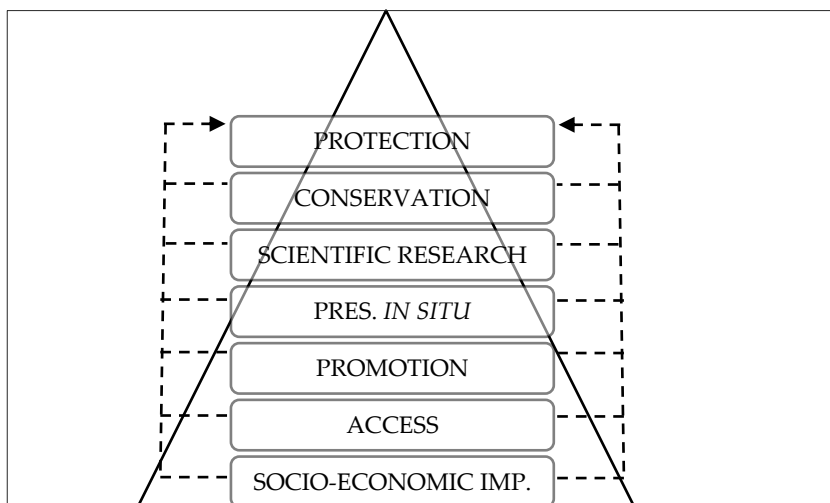 PROTECTION
CONSERVATION
SCIENTIFIC RESEARCH
PRES. IN SITU
PROMOTION
ACCESS
SOCIO-ECONOMIC IMP.